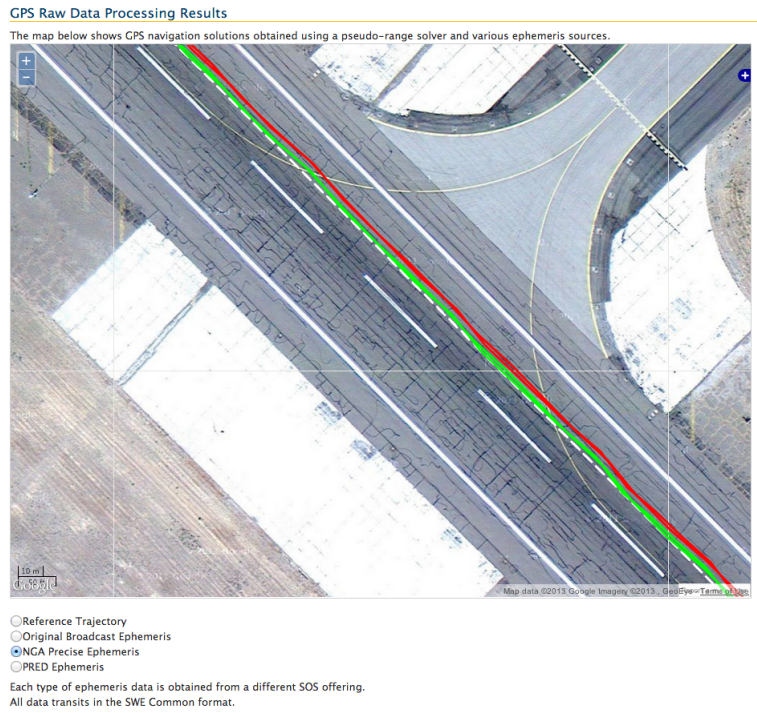 GPS Raw Data Processing Results
The map below shows GPS navigation solutions obtained using a pseudo-range solver and various ephemeris sources.
+
−
+
10 m
50 ft
Google
Map data ©2013 Google Imagery ©2013 , GeoEye - Terms of Use
Reference Trajectory
Original Broadcast Ephemeris
NGA Precise Ephemeris
PRED Ephemeris
Each type of ephemeris data is obtained from a different SOS offering.
All data transits in the SWE Common format.